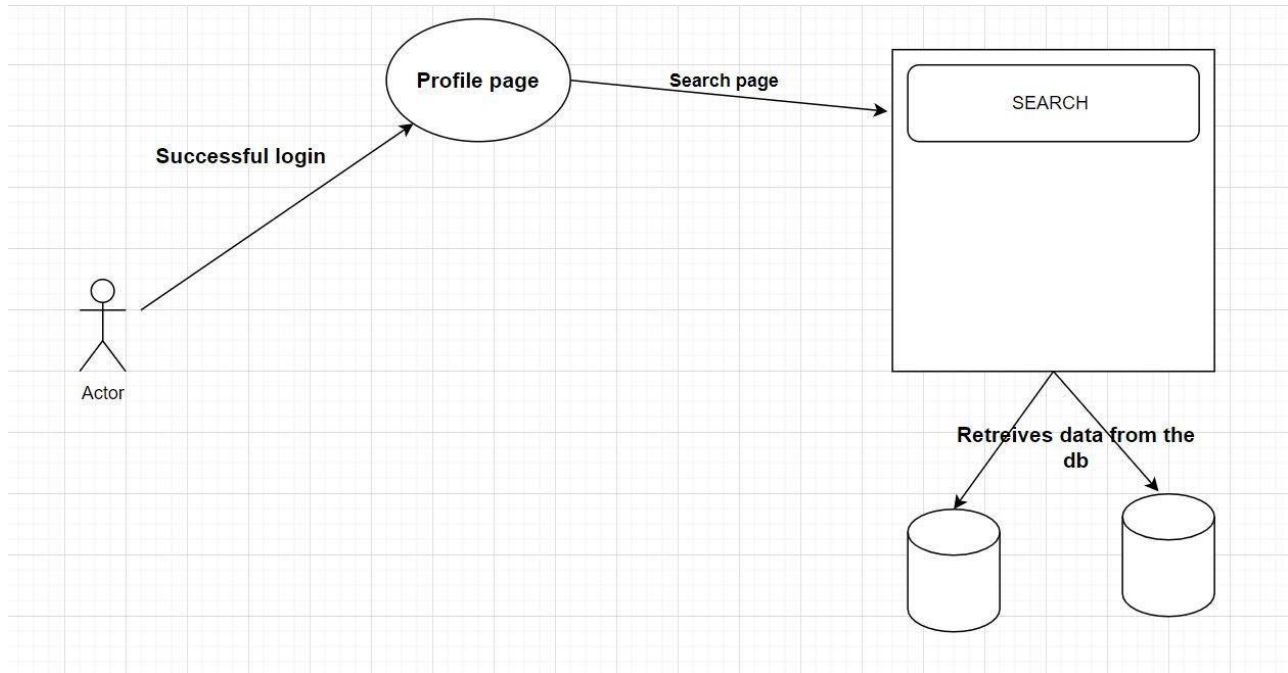 Profile page
Search page
SEARCH
Successful login
Actor
Retreives data from the
db